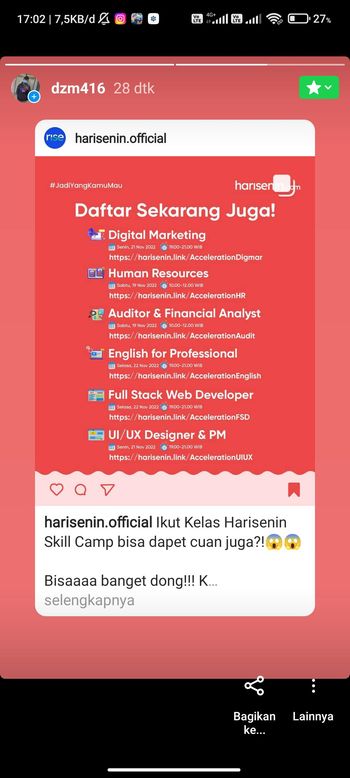 17:02 | 7,5KB/d
27%
dzm416 28 dtk
rise harisenin.official
#JadiYangKamuMau
Daftar Sekarang Juga!
Digital Marketing
Senin, 21 Nov 2022 19.00-21.00 WIB
https://harisenin.link/AccelerationDigmar
Human Resources
Sabtu, 19 Nov 2022 10.00-12.00 WIB
https://harisenin.link/AccelerationHR
Auditor & Financial Analyst
Sabtu, 19 Nov 2022 10.00-12.00 WIB
https://harisenin.link/AccelerationAudit
English for Professional
Selasa, 22 Nov 2022 19.00-21.00 WIB
https://harisenin.link/AccelerationEnglish
Full Stack Web Developer
Selasa, 22 Nov 2022 19.00-21.00 WIB
https://harisenin.link/AccelerationFSD
UI/UX Designer & PM
Senin, 21 Nov 2022 19.00-21.00 WIB
https://harisenin.link/AccelerationUIUX
harisenin.official Ikut Kelas Harisenin
Skill Camp bisa dapet cuan juga?!😱😱
Bisaaaa banget dong!!! K...
selengkapnya
Bagikan Lainnya
ke...